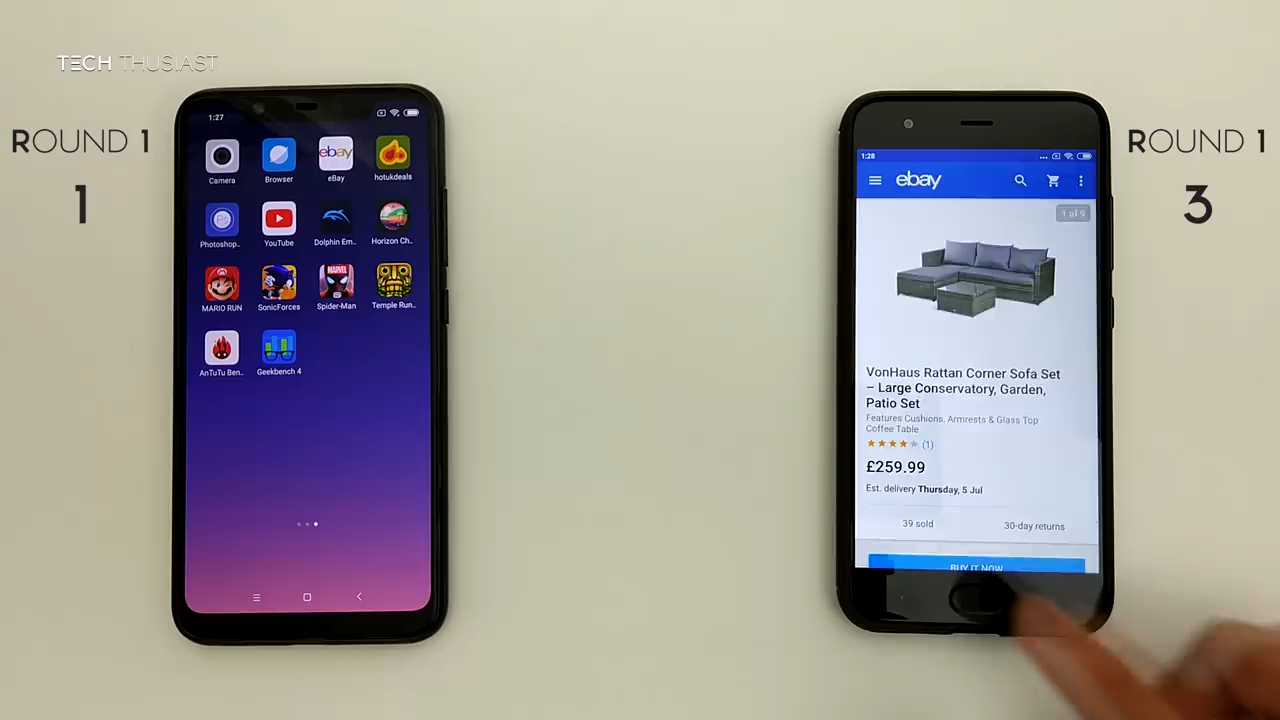 TECH THUSIAST
ROUND 1
1
1:27
Camera
Browser
ebay
eBay
hotukdeals
Ps
Photoshop..
YouTube
Dolphin Em..
Horizon Ch..
MARIO RUN
SonicForces
MARVEL
Spider-Man
Temple Run..
AnTuTu Ben..
Geekbench 4
ROUND 1
3
1:28
ebay
1 of 9
VonHaus Rattan Corner Sofa Set
– Large Conservatory, Garden,
Patio Set
Features Cushions, Armrests & Glass Top
Coffee Table
(1)
£259.99
Est. delivery Thursday, 5 Jul
39 sold
30-day returns
BUY IT NOW